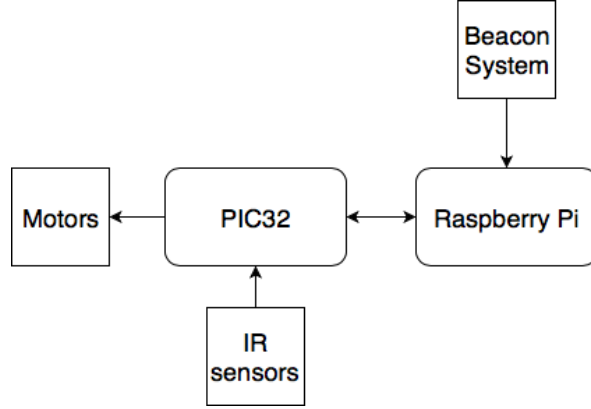 Beacon
System
Motors
PIC32
Raspberry Pi
IR
sensors